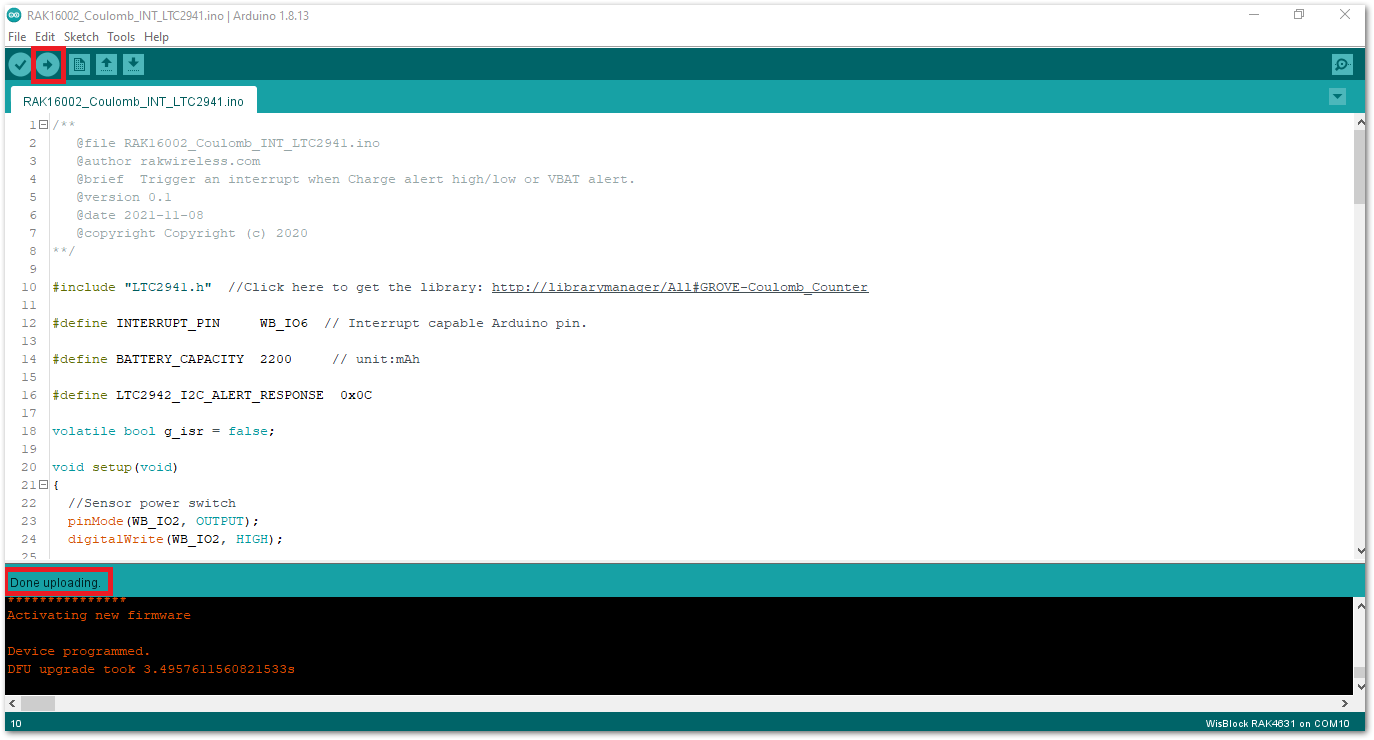 RAK16002_Coulomb_INT_LTC2941.ino | Arduino 1.8.13
File Edit Sketch Tools Help
RAK16002_Coulomb_INT_LTC2941.ino
1 /**
2 @file RAK16002_Coulomb_INT_LTC2941.ino
3 @author rakwireless.com
4 @brief  Trigger an interrupt when Charge alert high/low or VBAT alert.
5 @version 0.1
6 @date 2021-11-08
7 @copyright Copyright (c) 2020
8 **/
9
10 #include "LTC2941.h"  //Click here to get the library: http://librarymanager/All#GROVE-Coulomb_Counter
11
12 #define INTERRUPT_PIN     WB_IO6  // Interrupt capable Arduino pin.
13
14 #define BATTERY_CAPACITY  2200     // unit:mAh
15
16 #define LTC2942_I2C_ALERT_RESPONSE  0x0C
17
18 volatile bool g_isr = false;
19
20 void setup(void)
21 {
22 //Sensor power switch
23 pinMode(WB_IO2, OUTPUT);
24 digitalWrite(WB_IO2, HIGH);
25
Done uploading.
***************
Activating new firmware
Device programmed.
DFU upgrade took 3.4957611560821533s
10 WisBlock RAK4631 on COM10